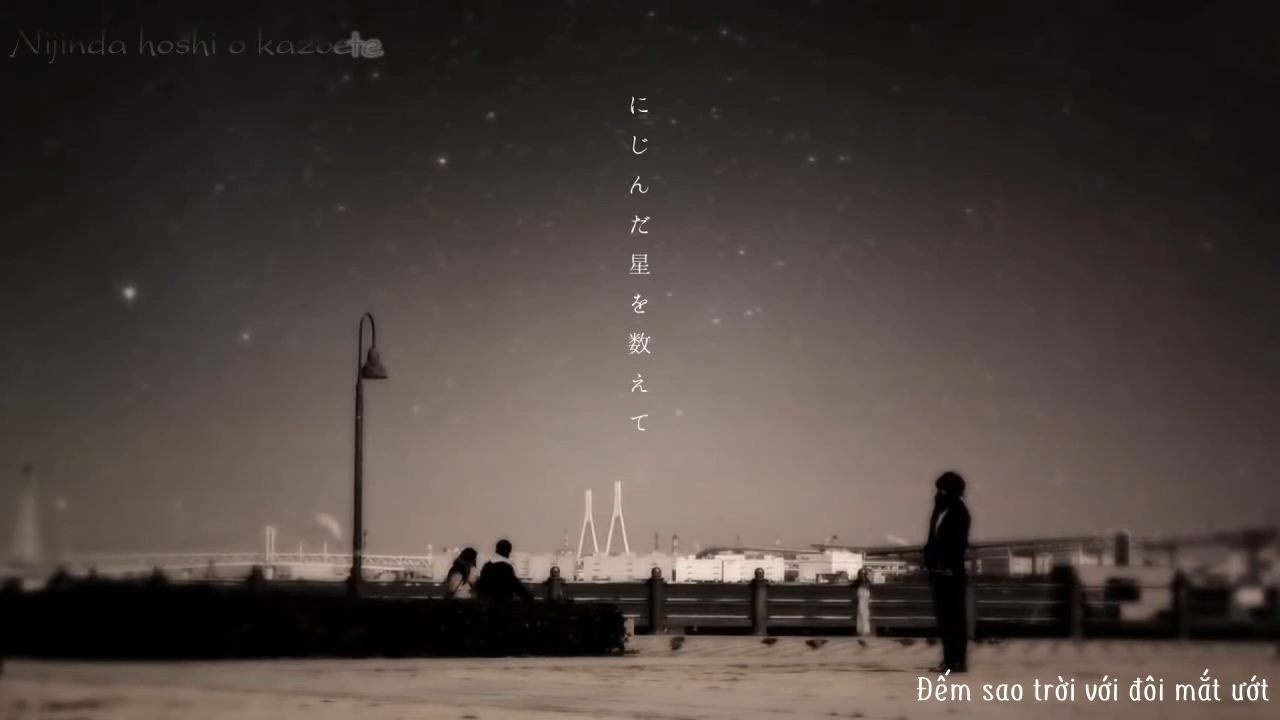 Nijinda hoshi o kazoete
にじんだ星を数えて
Đếm sao trời với đôi mắt ướt